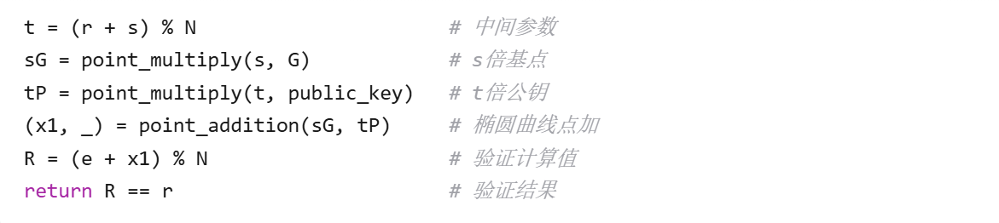 t = (r + s) % N # 中间参数
sG = point_multiply(s, G) # s倍基点
tP = point_multiply(t, public_key) # t倍公钥
(x1, _) = point_addition(sG, tP) # 椭圆曲线点加
R = (e + x1) % N # 验证计算值
return R == r # 验证结果